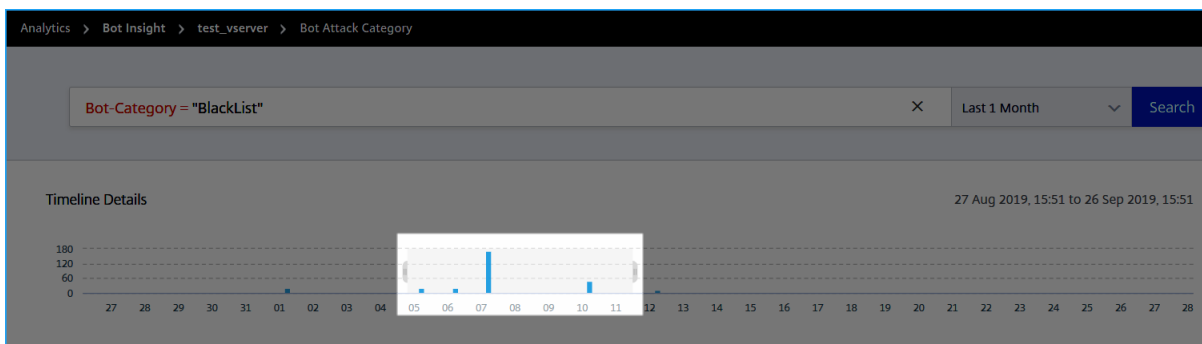 Analytics > Bot Insight > test_vserver > Bot Attack Category
Bot-Category = "BlackList" × Last 1 Month Search
Timeline Details 27 Aug 2019, 15:51 to 26 Sep 2019, 15:51
180
120
60
0
27 28 29 30 31 01 02 03 04 05 06 07 08 09 10 11 12 13 14 15 16 17 18 19 20 21 22 23 24 25 26 27 28